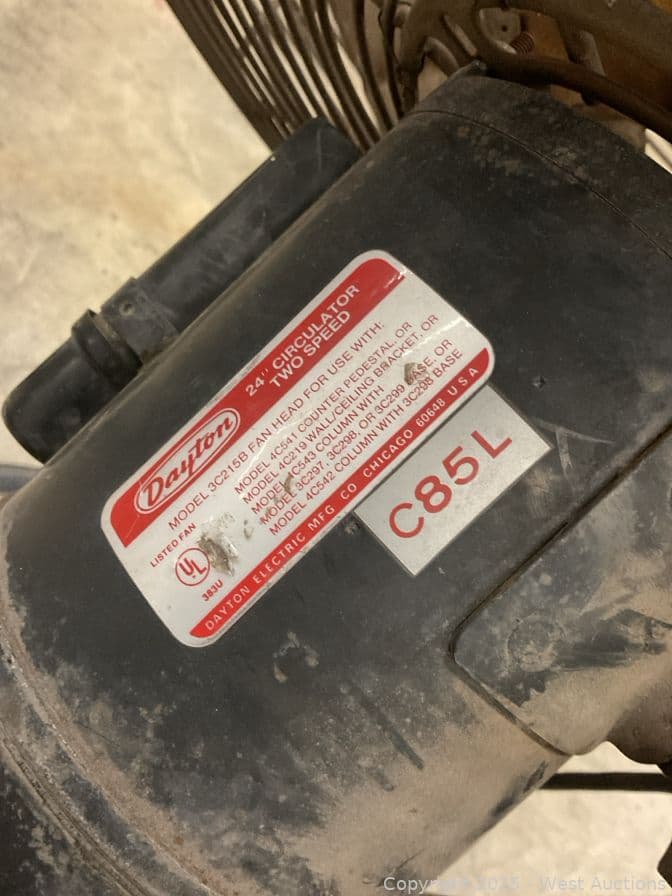 Dayton
24" CIRCULATOR
TWO SPEED
MODEL 3C215B FAN HEAD FOR USE WITH:
MODEL 4C541 COUNTER PEDESTAL, OR
MODEL 4C219 WALL/CEILING BRACKET, OR
MODEL 4C543 COLUMN WITH
MODEL 3C297, 3C298, OR 3C299 BASE, OR
MODEL 4C542 COLUMN WITH 3C298 BASE
LISTED FAN
UL
383U
DAYTON ELECTRIC MFG CO CHICAGO 60648 USA
C85L
Copyright 2025 - West Auctions